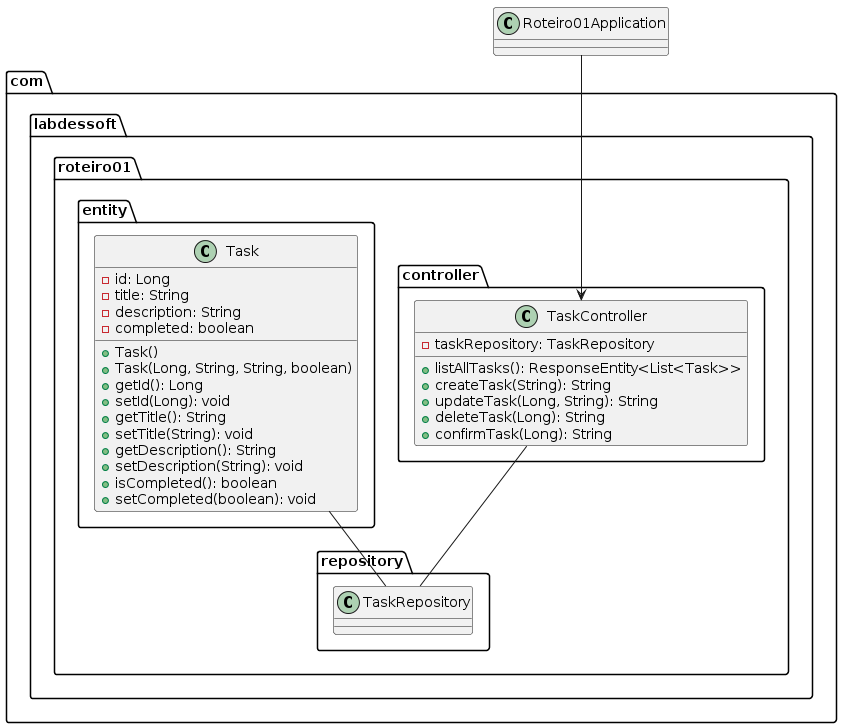 Roteiro01Application
com
labdessoft
roteiro01
entity
Task
id: Long
title: String
description: String
completed: boolean
Task()
Task(Long, String, String, boolean)
getId(): Long
setId(Long): void
getTitle(): String
setTitle(String): void
getDescription(): String
setDescription(String): void
isCompleted(): boolean
setCompleted(boolean): void
controller
TaskController
taskRepository: TaskRepository
listAllTasks(): ResponseEntity<List<Task>>
createTask(String): String
updateTask(Long, String): String
deleteTask(Long): String
confirmTask(Long): String
repository
TaskRepository